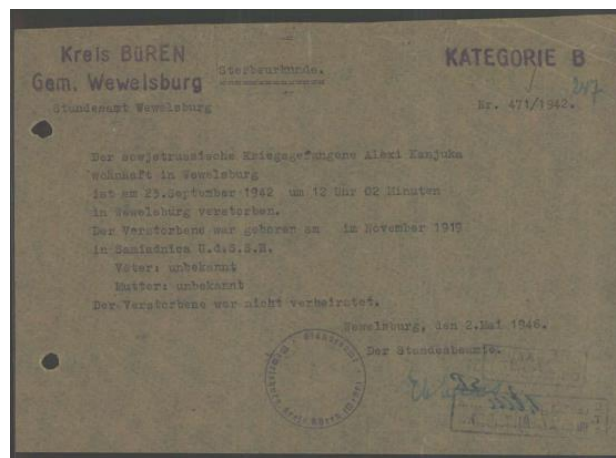 Kreis BüREN
Gem. Wewelsburg
Sterbeurkunde.
KATEGORIE B
247
Standesamt Wewelsburg
Nr. 471/1942.
Der sowjetrussische Kriegsgefangene Alexi Kanjuka
wohnhaft in Wewelsburg
ist am 23.September 1942 um 12 Uhr 02 Minuten
in Wewelsburg verstorben.
Der Verstorbene war geboren am im November 1919
in Saniadnica U.d.S.S.R.
Vater: unbekannt
Mutter: unbekannt
Der Verstorbene war nicht verheiratet.
Wewelsburg, den 2.Mai 1946.
Der Standesbeamte.